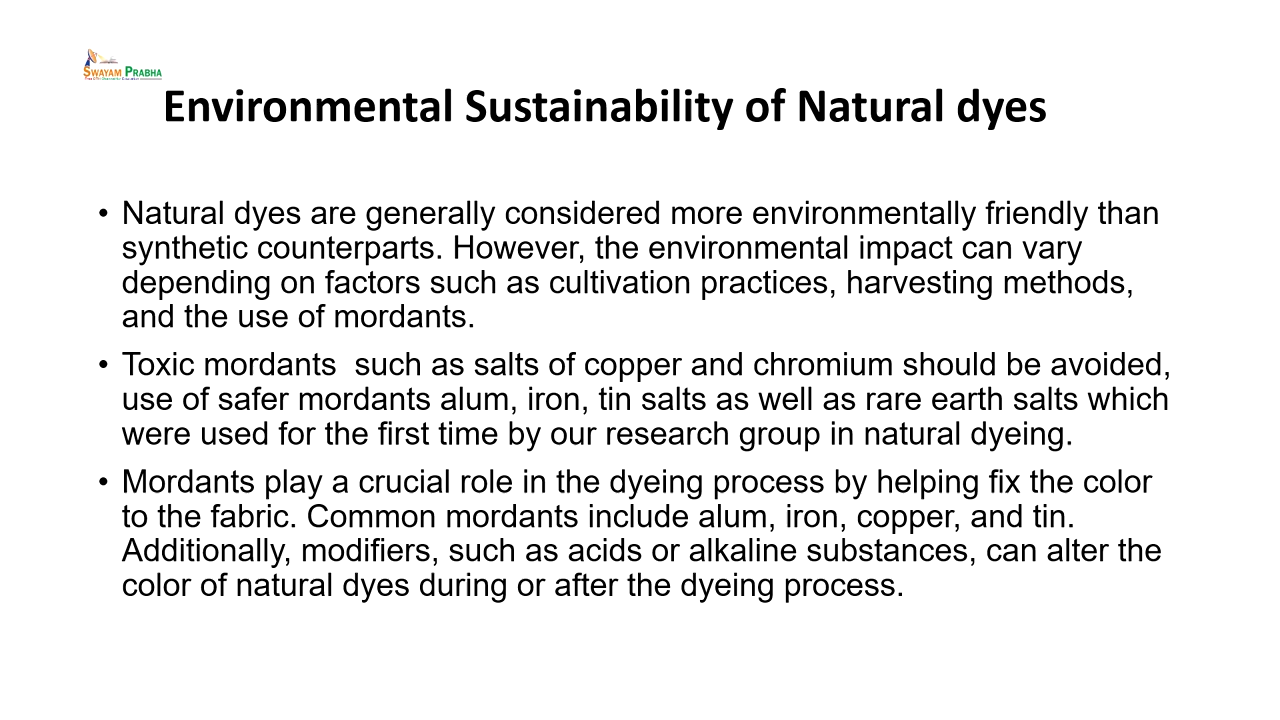 SWAYAM PRABHA
Environmental Sustainability of Natural dyes
• Natural dyes are generally considered more environmentally friendly than
synthetic counterparts. However, the environmental impact can vary
depending on factors such as cultivation practices, harvesting methods,
and the use of mordants.
• Toxic mordants  such as salts of copper and chromium should be avoided,
use of safer mordants alum, iron, tin salts as well as rare earth salts which
were used for the first time by our research group in natural dyeing.
• Mordants play a crucial role in the dyeing process by helping fix the color
to the fabric. Common mordants include alum, iron, copper, and tin.
Additionally, modifiers, such as acids or alkaline substances, can alter the
color of natural dyes during or after the dyeing process.